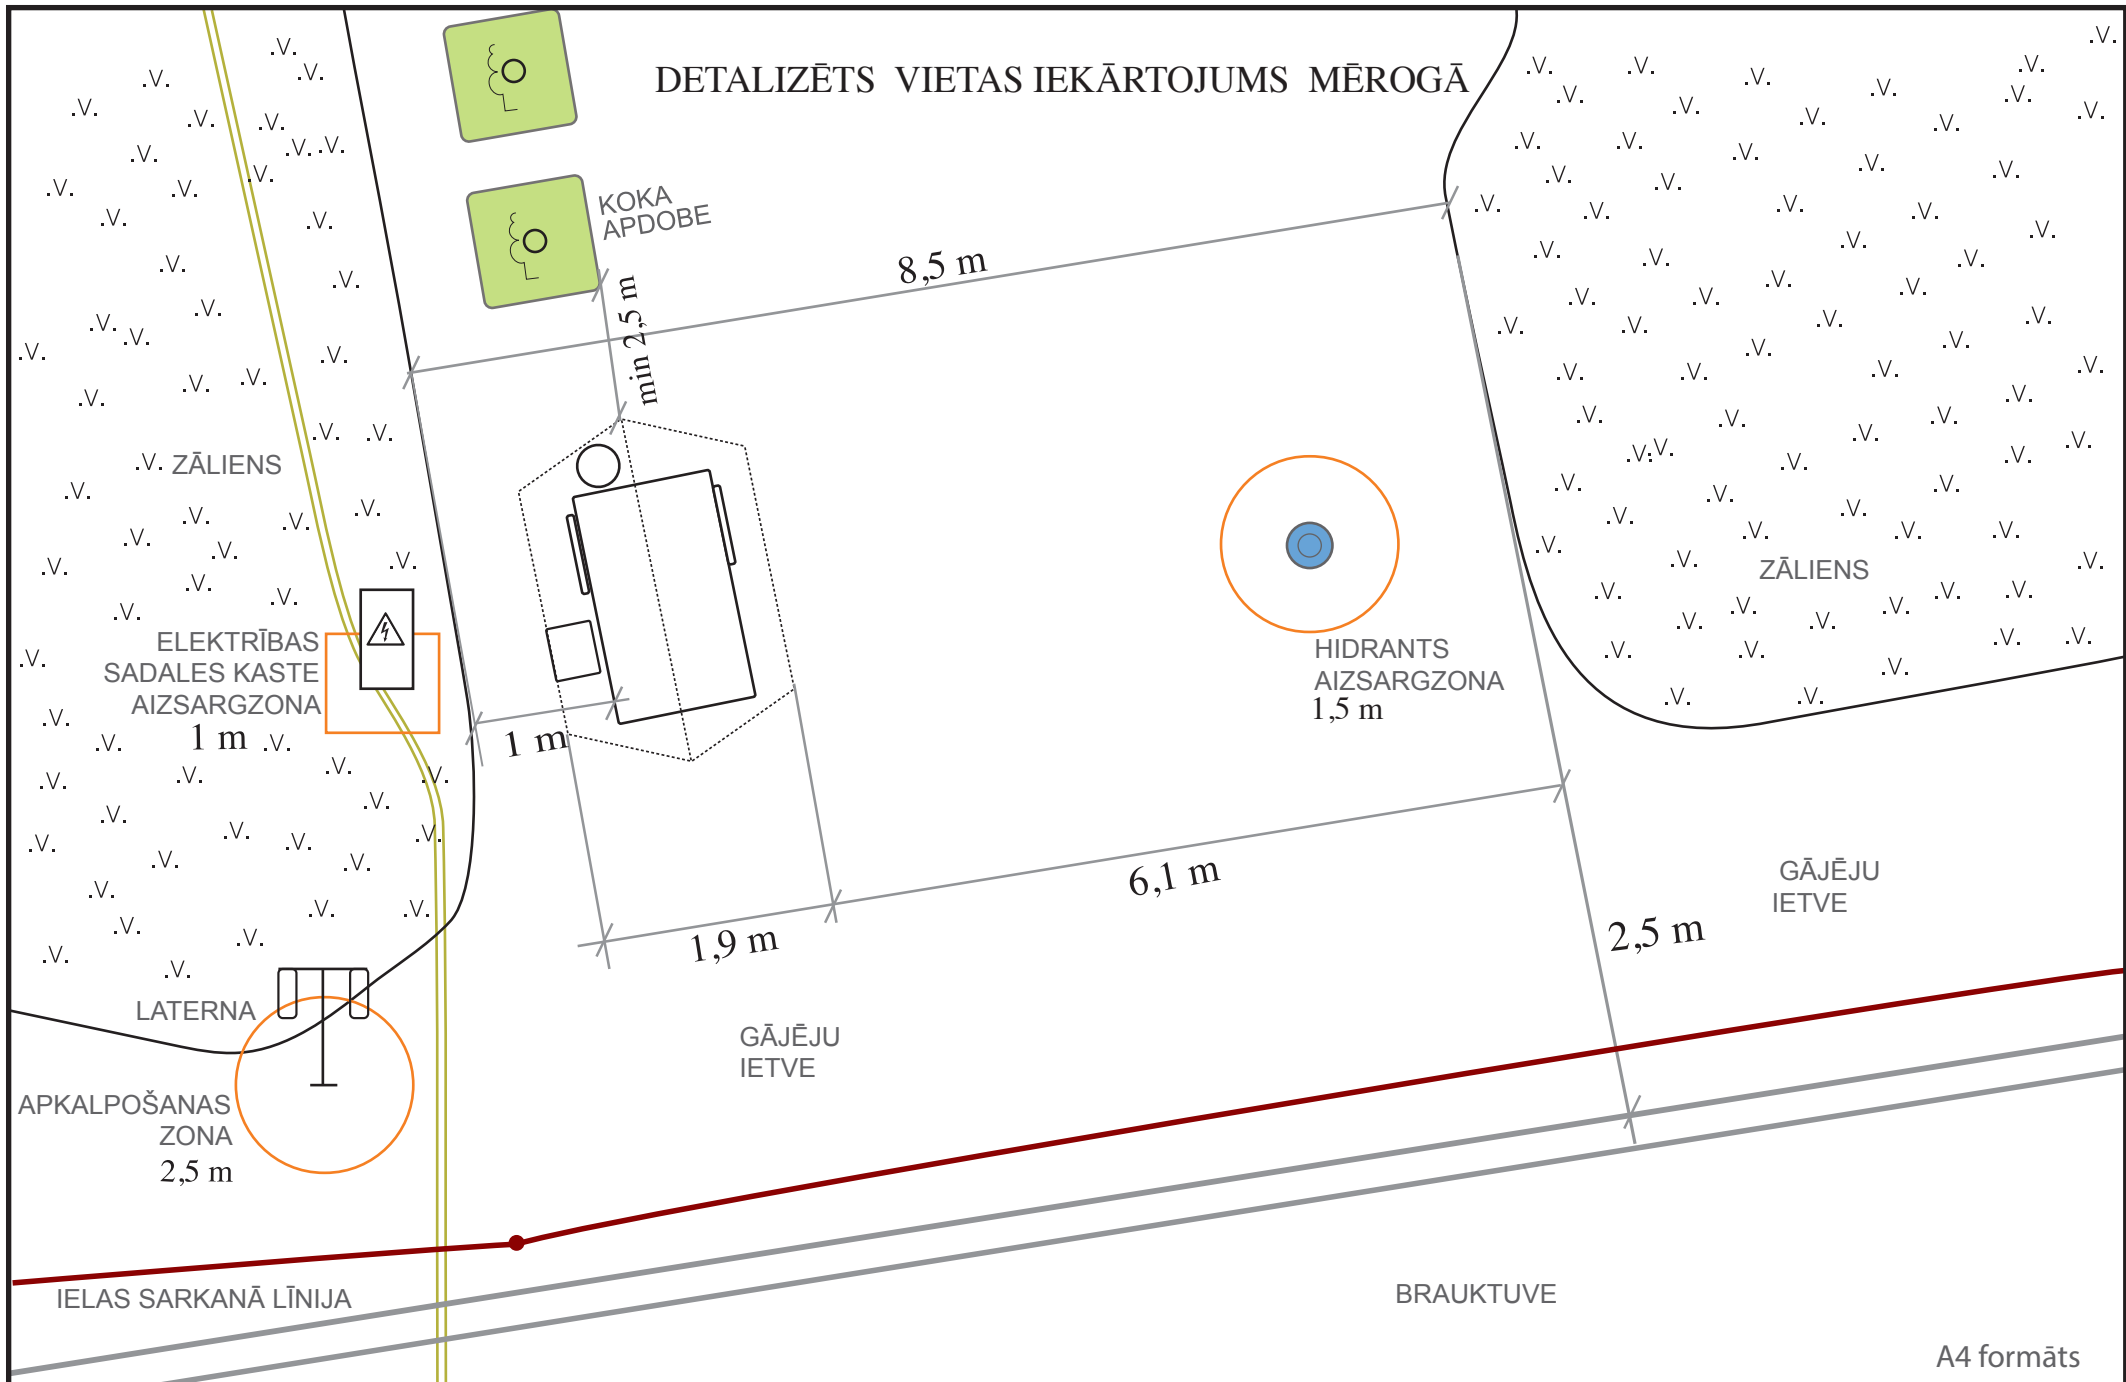 DETALIZĒTS VIETAS IEKĀRTOJUMS MĒROGĀ
KOKA
APDOBE
8,5 m
min 2,5 m
ZĀLIENS
ELEKTRĪBAS
SADALES KASTE
AIZSARGZONA
1 m
1 m
HIDRANTS
AIZSARGZONA
1,5 m
ZĀLIENS
6,1 m
1,9 m
2,5 m
GĀJĒJU
IETVE
LATERNA
GĀJĒJU
IETVE
APKALPOŠANAS
ZONA
2,5 m
IELAS SARKANĀ LĪNIJA
BRAUKTUVE
A4 formāts